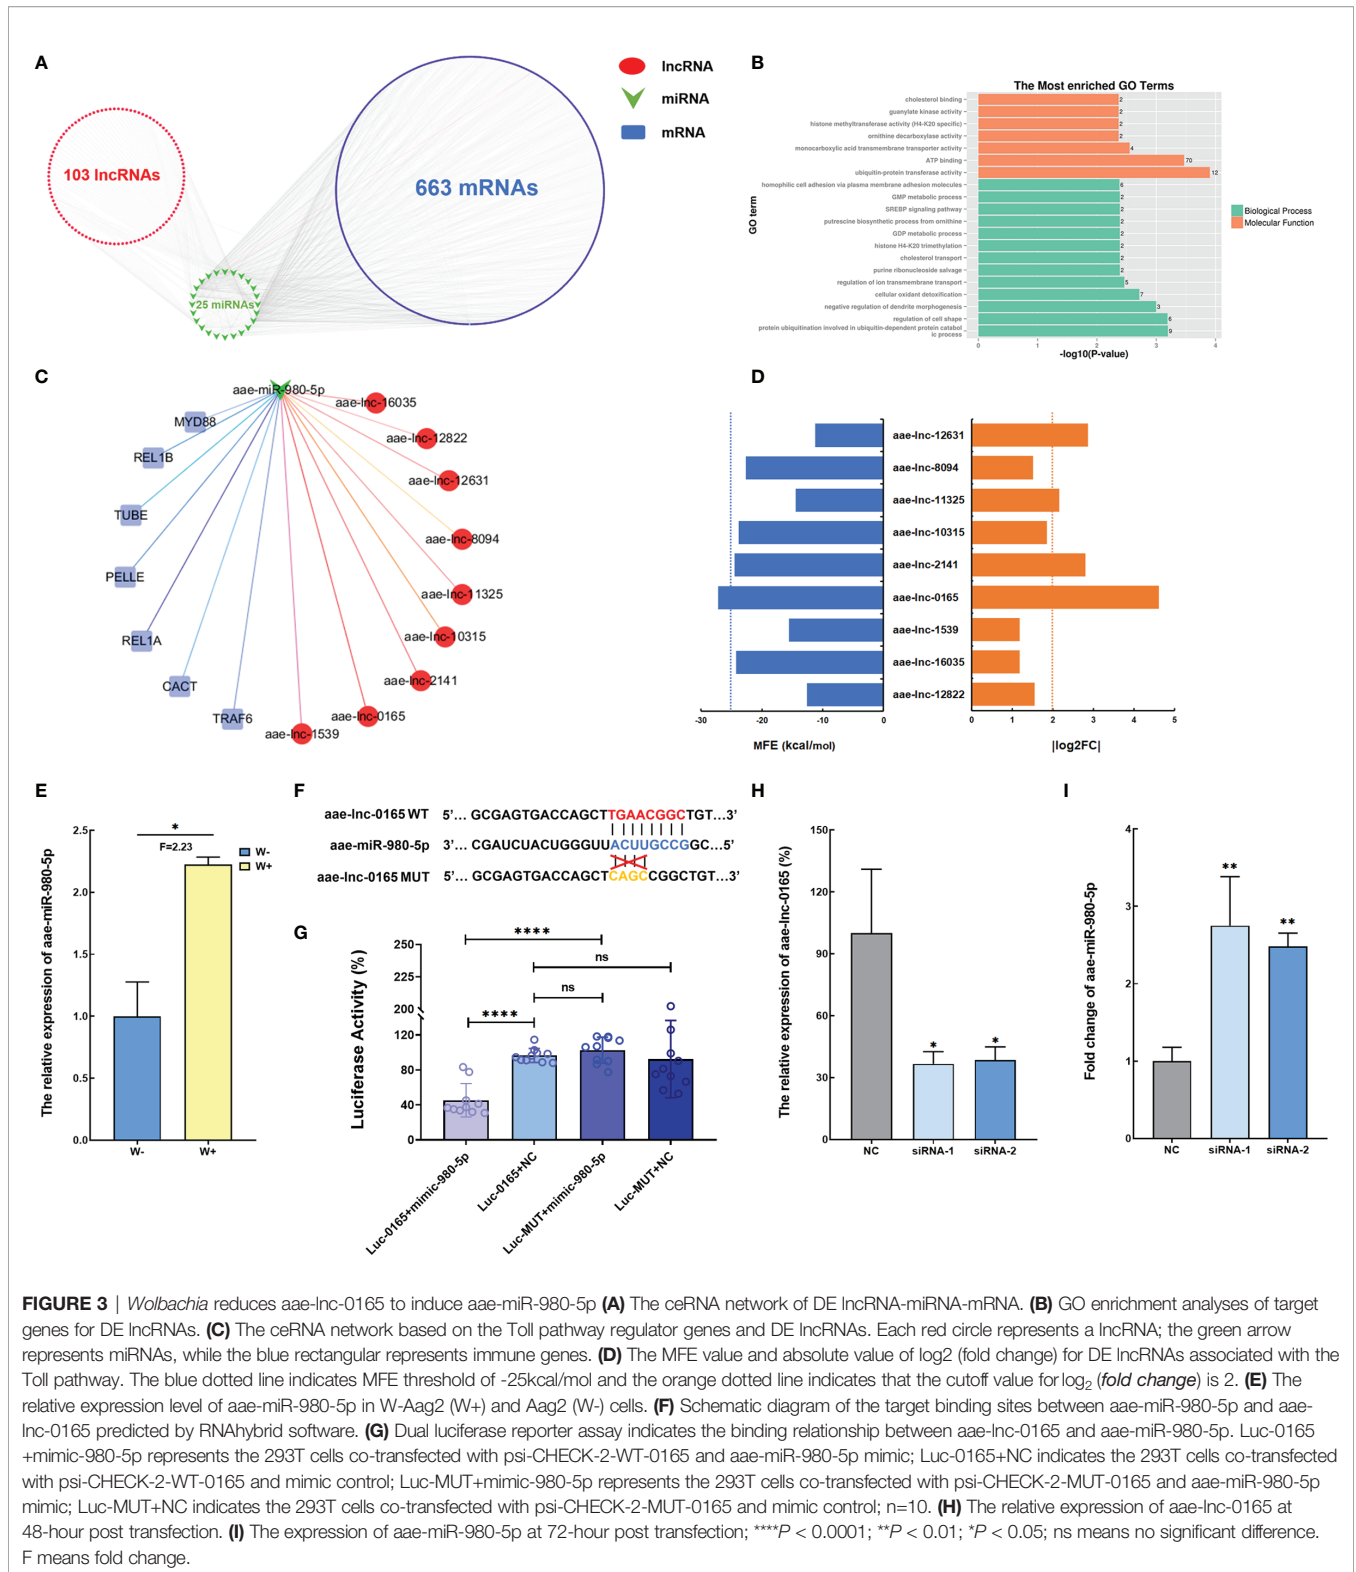 A
103 lncRNAs
25 miRNAs
663 mRNAs
lncRNA
miRNA
mRNA
B
The Most enriched GO Terms
GO term
cholesterol binding
guanylate kinase activity
histone methyltransferase activity (H4-K20 specific)
ornithine decarboxylase activity
monocarboxylic acid transmembrane transporter activity
ATP binding
ubiquitin-protein transferase activity
homophilic cell adhesion via plasma membrane adhesion molecules
GMP metabolic process
SREBP signaling pathway
putrescine biosynthetic process from ornithine
GDP metabolic process
histone H4-K20 trimethylation
cholesterol transport
purine ribonucleoside salvage
regulation of ion transmembrane transport
cellular oxidant detoxification
negative regulation of dendrite morphogenesis
regulation of cell shape
protein ubiquitination involved in ubiquitin-dependent protein catabol
ic process
2
2
2
2
4
70
12
6
2
2
2
2
2
2
2
5
7
3
6
9
0 1 2 3 4
-log10(P-value)
Biological Process
Molecular Function
C
aae-miR-980-5p
MYD88
REL1B
TUBE
PELLE
REL1A
CACT
TRAF6
aae-lnc-16035
aae-lnc-12822
aae-lnc-12631
aae-lnc-8094
aae-lnc-11325
aae-lnc-10315
aae-lnc-2141
aae-lnc-0165
aae-lnc-1539
D
aae-lnc-12631
aae-lnc-8094
aae-lnc-11325
aae-lnc-10315
aae-lnc-2141
aae-lnc-0165
aae-lnc-1539
aae-lnc-16035
aae-lnc-12822
-30 -20 -10 0
MFE (kcal/mol)
0 1 2 3 4 5
|log2FC|
E
The relative expression of aae-miR-980-5p
2.5
2.0
1.5
1.0
0.5
0.0
*
F=2.23
W-
W+
W- W+
F
aae-lnc-0165 WT 5’... GCGAGTGACCAGCTTGAACGGCTGT...3’
aae-miR-980-5p 3’... CGAUCUACUGGGUUACUUGCCGGC...5’
aae-lnc-0165 MUT 5’... GCGAGTGACCAGCTCAGCCGGCTGT...3’
G
Luciferase Activity (%)
250
225
200
120
80
40
0
****
ns
ns
****
Luc-0165+mimic-980-5p
Luc-0165+NC
Luc-MUT+mimic-980-5p
Luc-MUT+NC
H
The relative expression of aae-lnc-0165 (%)
150
120
90
60
30
0
* *
NC siRNA-1 siRNA-2
I
Fold change of aae-miR-980-5p
4
3
2
1
0
** **
NC siRNA-1 siRNA-2
FIGURE 3 | Wolbachia reduces aae-lnc-0165 to induce aae-miR-980-5p (A) The ceRNA network of DE lncRNA-miRNA-mRNA. (B) GO enrichment analyses of target
genes for DE lncRNAs. (C) The ceRNA network based on the Toll pathway regulator genes and DE lncRNAs. Each red circle represents a lncRNA; the green arrow
represents miRNAs, while the blue rectangular represents immune genes. (D) The MFE value and absolute value of log2 (fold change) for DE lncRNAs associated with the
Toll pathway. The blue dotted line indicates MFE threshold of -25kcal/mol and the orange dotted line indicates that the cutoff value for log2 (fold change) is 2. (E) The
relative expression level of aae-miR-980-5p in W-Aag2 (W+) and Aag2 (W-) cells. (F) Schematic diagram of the target binding sites between aae-miR-980-5p and aae-
lnc-0165 predicted by RNAhybrid software. (G) Dual luciferase reporter assay indicates the binding relationship between aae-lnc-0165 and aae-miR-980-5p. Luc-0165
+mimic-980-5p represents the 293T cells co-transfected with psi-CHECK-2-WT-0165 and aae-miR-980-5p mimic; Luc-0165+NC indicates the 293T cells co-transfected
with psi-CHECK-2-WT-0165 and mimic control; Luc-MUT+mimic-980-5p represents the 293T cells co-transfected with psi-CHECK-2-MUT-0165 and aae-miR-980-5p
mimic; Luc-MUT+NC indicates the 293T cells co-transfected with psi-CHECK-2-MUT-0165 and mimic control; n=10. (H) The relative expression of aae-lnc-0165 at
48-hour post transfection. (I) The expression of aae-miR-980-5p at 72-hour post transfection; ****P < 0.0001; **P < 0.01; *P < 0.05; ns means no significant difference.
F means fold change.